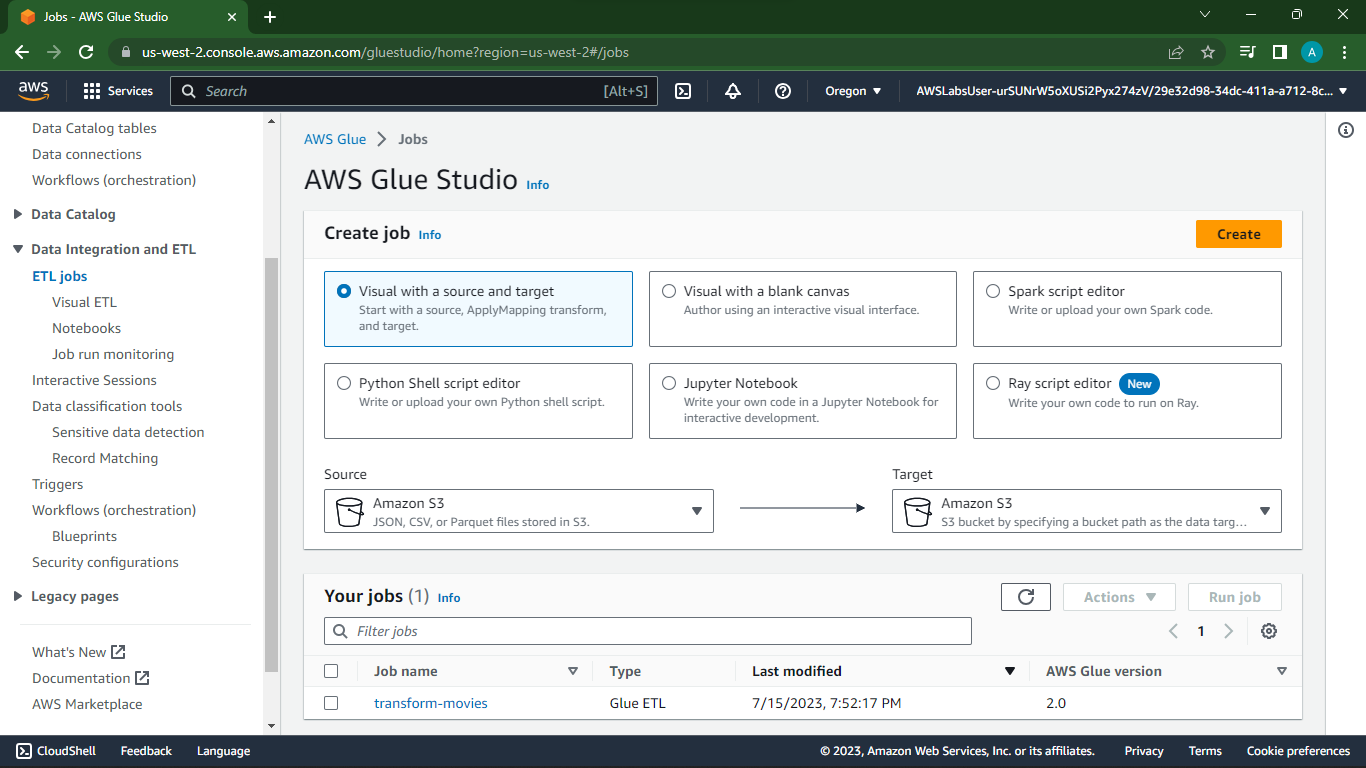 Jobs - AWS Glue Studio
us-west-2.console.aws.amazon.com/gluestudio/home?region=us-west-2#/jobs
A
aws
Services
Search
[Alt+S]
Oregon
AWSLabsUser-urSUNrW5oXUSi2Pyx274zV/29e32d98-34dc-411a-a712-8c...
Data Catalog tables
Data connections
Workflows (orchestration)
Data Catalog
Data Integration and ETL
ETL jobs
Visual ETL
Notebooks
Job run monitoring
Interactive Sessions
Data classification tools
Sensitive data detection
Record Matching
Triggers
Workflows (orchestration)
Blueprints
Security configurations
Legacy pages
What's New
Documentation
AWS Marketplace
AWS Glue
Jobs
AWS Glue Studio Info
Create job Info
Create
Visual with a source and target
Start with a source, ApplyMapping transform,
and target.
Visual with a blank canvas
Author using an interactive visual interface.
Spark script editor
Write or upload your own Spark code.
Python Shell script editor
Write or upload your own Python shell script.
Jupyter Notebook
Write your own code in a Jupyter Notebook for
interactive development.
Ray script editor New
Write your own code to run on Ray.
Source
Amazon S3
JSON, CSV, or Parquet files stored in S3.
Target
Amazon S3
S3 bucket by specifying a bucket path as the data targ...
Your jobs (1) Info
Actions
Run job
Filter jobs
1
Job name Type Last modified AWS Glue version
transform-movies Glue ETL 7/15/2023, 7:52:17 PM 2.0
CloudShell Feedback Language
© 2023, Amazon Web Services, Inc. or its affiliates. Privacy Terms Cookie preferences